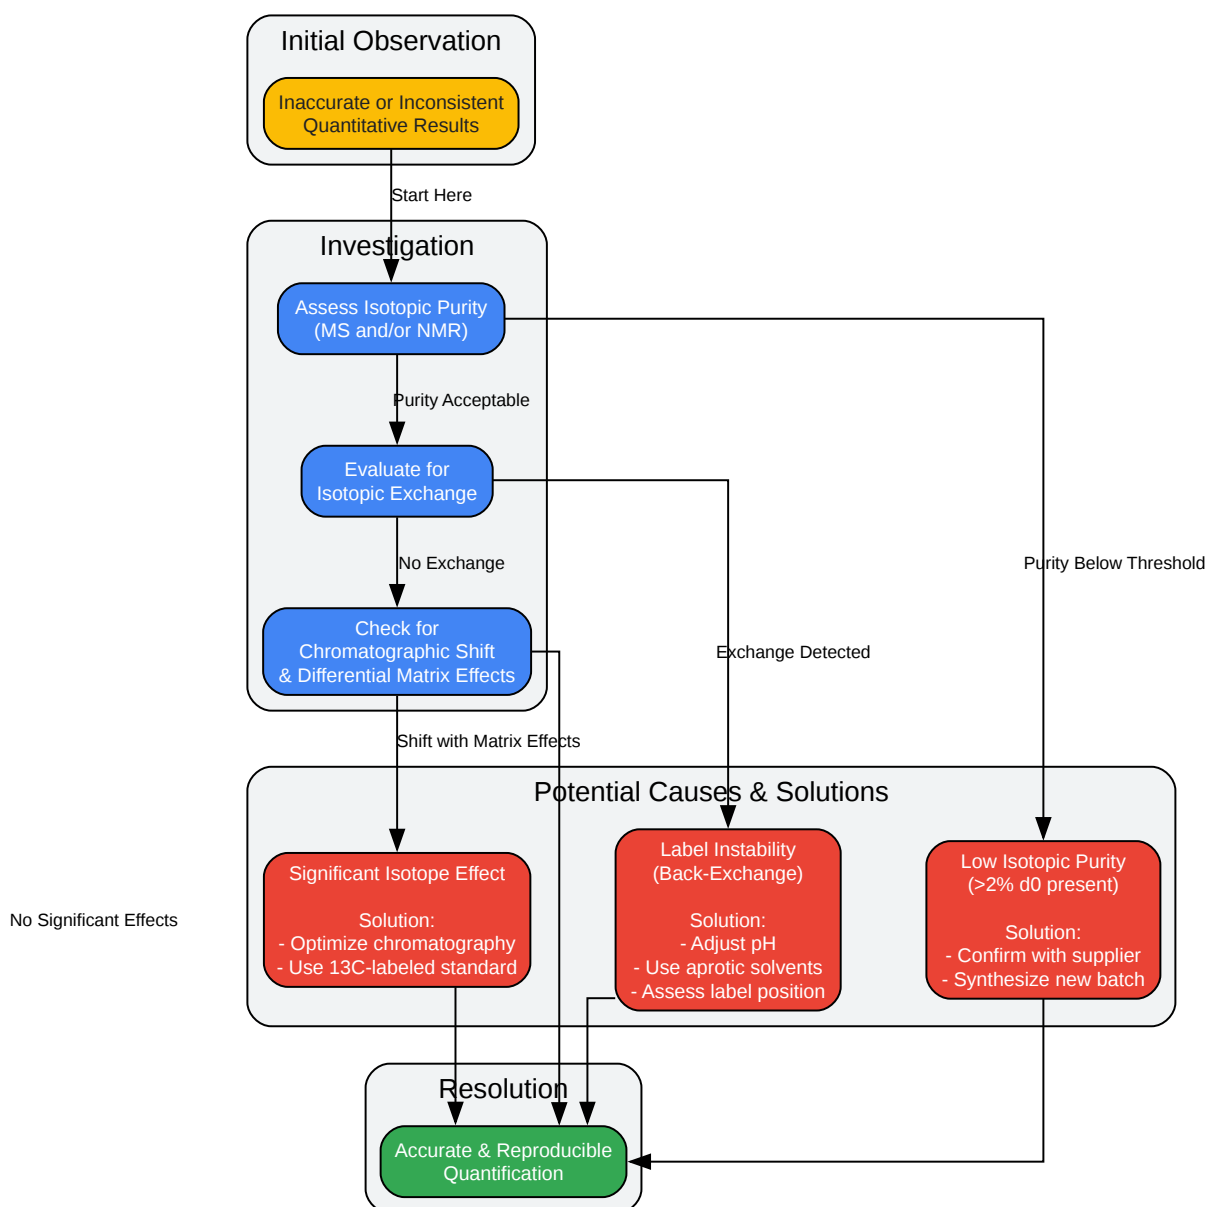 Initial Observation
Inaccurate or Inconsistent
Quantitative Results
Start Here
Investigation
Assess Isotopic Purity
(MS and/or NMR)
Purity Acceptable
Evaluate for
Isotopic Exchange
No Exchange
Purity Below Threshold
Check for
Chromatographic Shift
& Differential Matrix Effects
Exchange Detected
Shift with Matrix Effects
Potential Causes & Solutions
Significant Isotope Effect
Solution:
- Optimize chromatography
- Use 13C-labeled standard
Label Instability
(Back-Exchange)
Solution:
- Adjust pH
- Use aprotic solvents
- Assess label position
Low Isotopic Purity
(>2% d0 present)
Solution:
- Confirm with supplier
- Synthesize new batch
No Significant Effects
Resolution
Accurate & Reproducible
Quantification